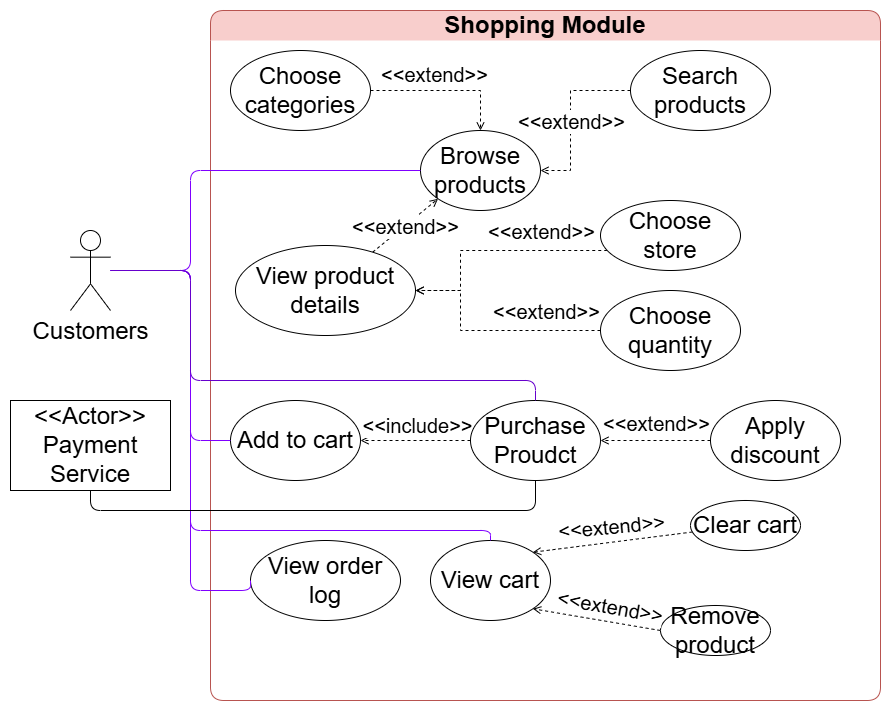 Shopping Module
Choose
categories
<<extend>>
Search
products
<<extend>>
Browse
products
<<extend>>
Choose
store
<<extend>>
View product
details
<<extend>>
Choose
quantity
Customers
<<Actor>>
Payment
Service
Add to cart
<<include>>
Purchase
Proudct
<<extend>>
Apply
discount
Clear cart
<<extend>>
View order
log
View cart
<<extend>>
Remove
product